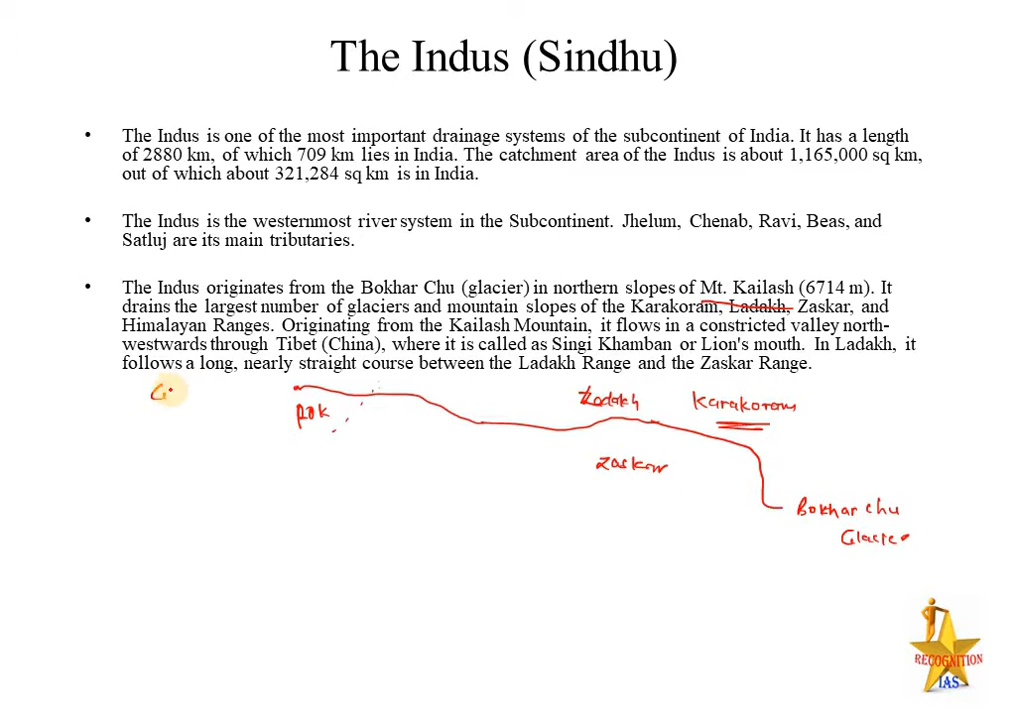 The Indus (Sindhu)
• The Indus is one of the most important drainage systems of the subcontinent of India. It has a length
of 2880 km, of which 709 km lies in India. The catchment area of the Indus is about 1,165,000 sq km,
out of which about 321,284 sq km is in India.
• The Indus is the westernmost river system in the Subcontinent. Jhelum, Chenab, Ravi, Beas, and
Satluj are its main tributaries.
• The Indus originates from the Bokhar Chu (glacier) in northern slopes of Mt. Kailash (6714 m). It
drains the largest number of glaciers and mountain slopes of the Karakoram, Ladakh, Zaskar, and
Himalayan Ranges. Originating from the Kailash Mountain, it flows in a constricted valley north-
westwards through Tibet (China), where it is called as Singi Khamban or Lion's mouth. In Ladakh, it
follows a long, nearly straight course between the Ladakh Range and the Zaskar Range.
G
Ladakh
Karakoram
POK
Zaskar
Bokhar chu
Glacie
RECOGNITION
IAS